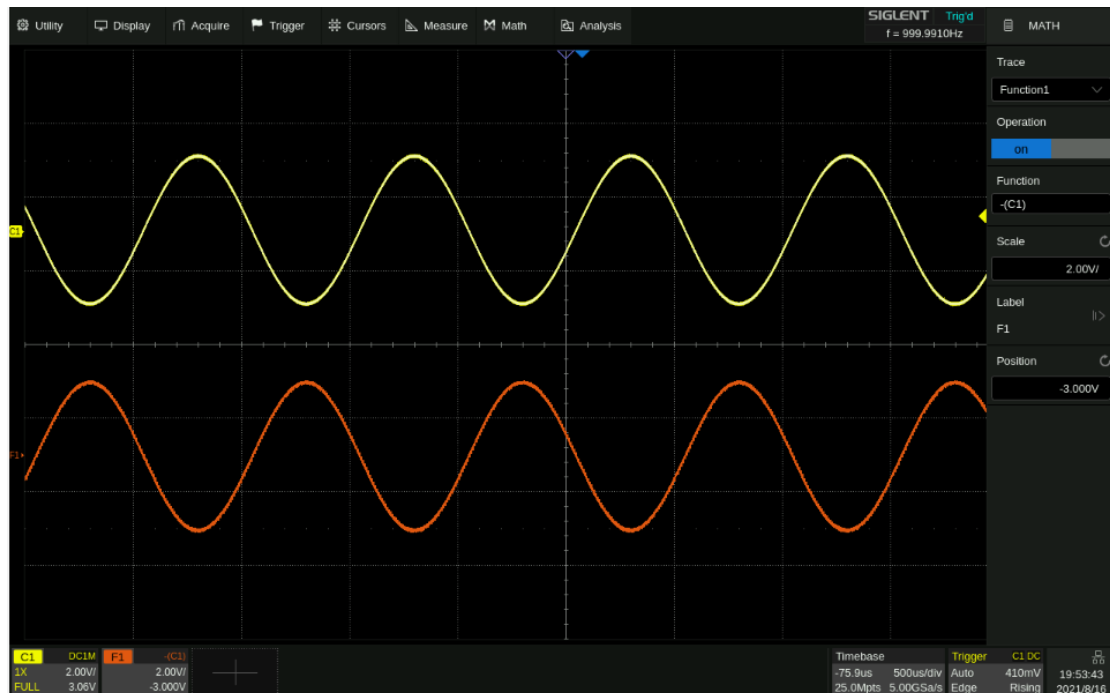 Utility Display Acquire Trigger Cursors Measure Math Analysis
SIGLENT Trig'd
f = 999.9910Hz
MATH
Trace
Function1
Operation
on
Function
-(C1)
Scale
2.00V/
Label
F1
Position
-3.000V
C1
F1
C1 DC1M
1X 2.00V/
FULL 3.06V
F1 -(C1)
2.00V/
-3.000V
Timebase
-75.9us 500us/div
25.0Mpts 5.00GSa/s
Trigger C1 DC
Auto 410mV
Edge Rising
19:53:43
2021/8/16